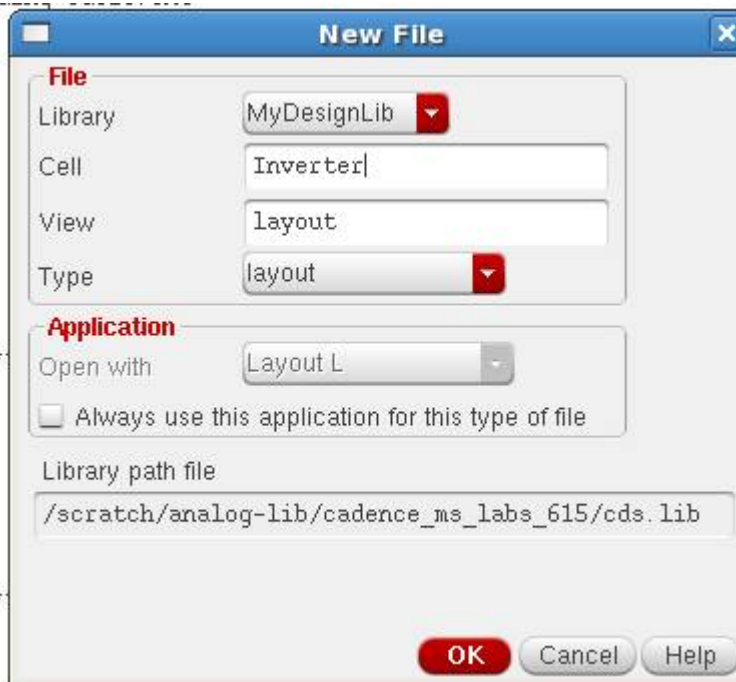 New File
File
Library MyDesignLib
Cell Inverter
View layout
Type layout
Application
Open with Layout L
Always use this application for this type of file
Library path file
/scratch/analog-lib/cadence_ms_labs_615/cds.lib
OK Cancel Help